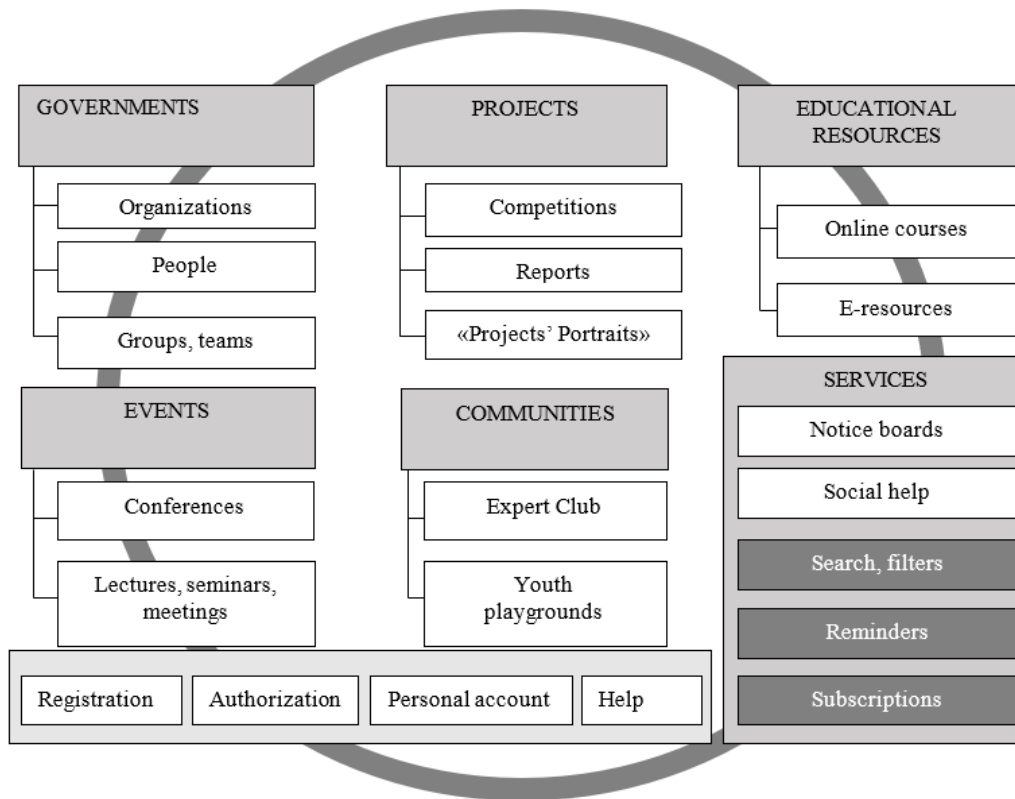 GOVERNMENTS
Organizations
People
Groups, teams
PROJECTS
Competitions
Reports
«Projects’ Portraits»
EDUCATIONAL
RESOURCES
Online courses
E-resources
EVENTS
Conferences
Lectures, seminars,
meetings
COMMUNITIES
Expert Club
Youth
playgrounds
SERVICES
Notice boards
Social help
Search, filters
Reminders
Subscriptions
Registration
Authorization
Personal account
Help